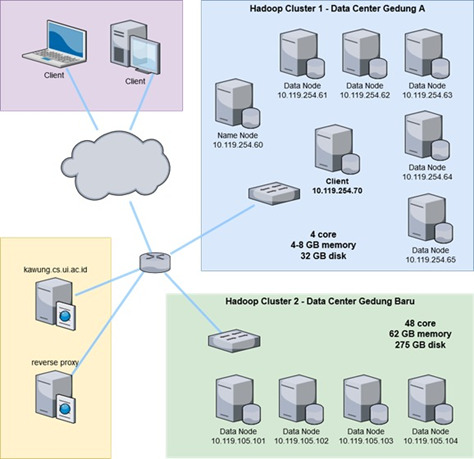 Client
Client
Hadoop Cluster 1 - Data Center Gedung A
Data Node
10.119.254.61
Data Node
10.119.254.62
Data Node
10.119.254.63
Name Node
10.119.254.60
Client
10.119.254.70
Data Node
10.119.254.64
4 core
4-8 GB memory
32 GB disk
Data Node
10.119.254.65
kawung.cs.ui.ac.id
reverse proxy
Hadoop Cluster 2 - Data Center Gedung Baru
48 core
62 GB memory
275 GB disk
Data Node
10.119.105.101
Data Node
10.119.105.102
Data Node
10.119.105.103
Data Node
10.119.105.104